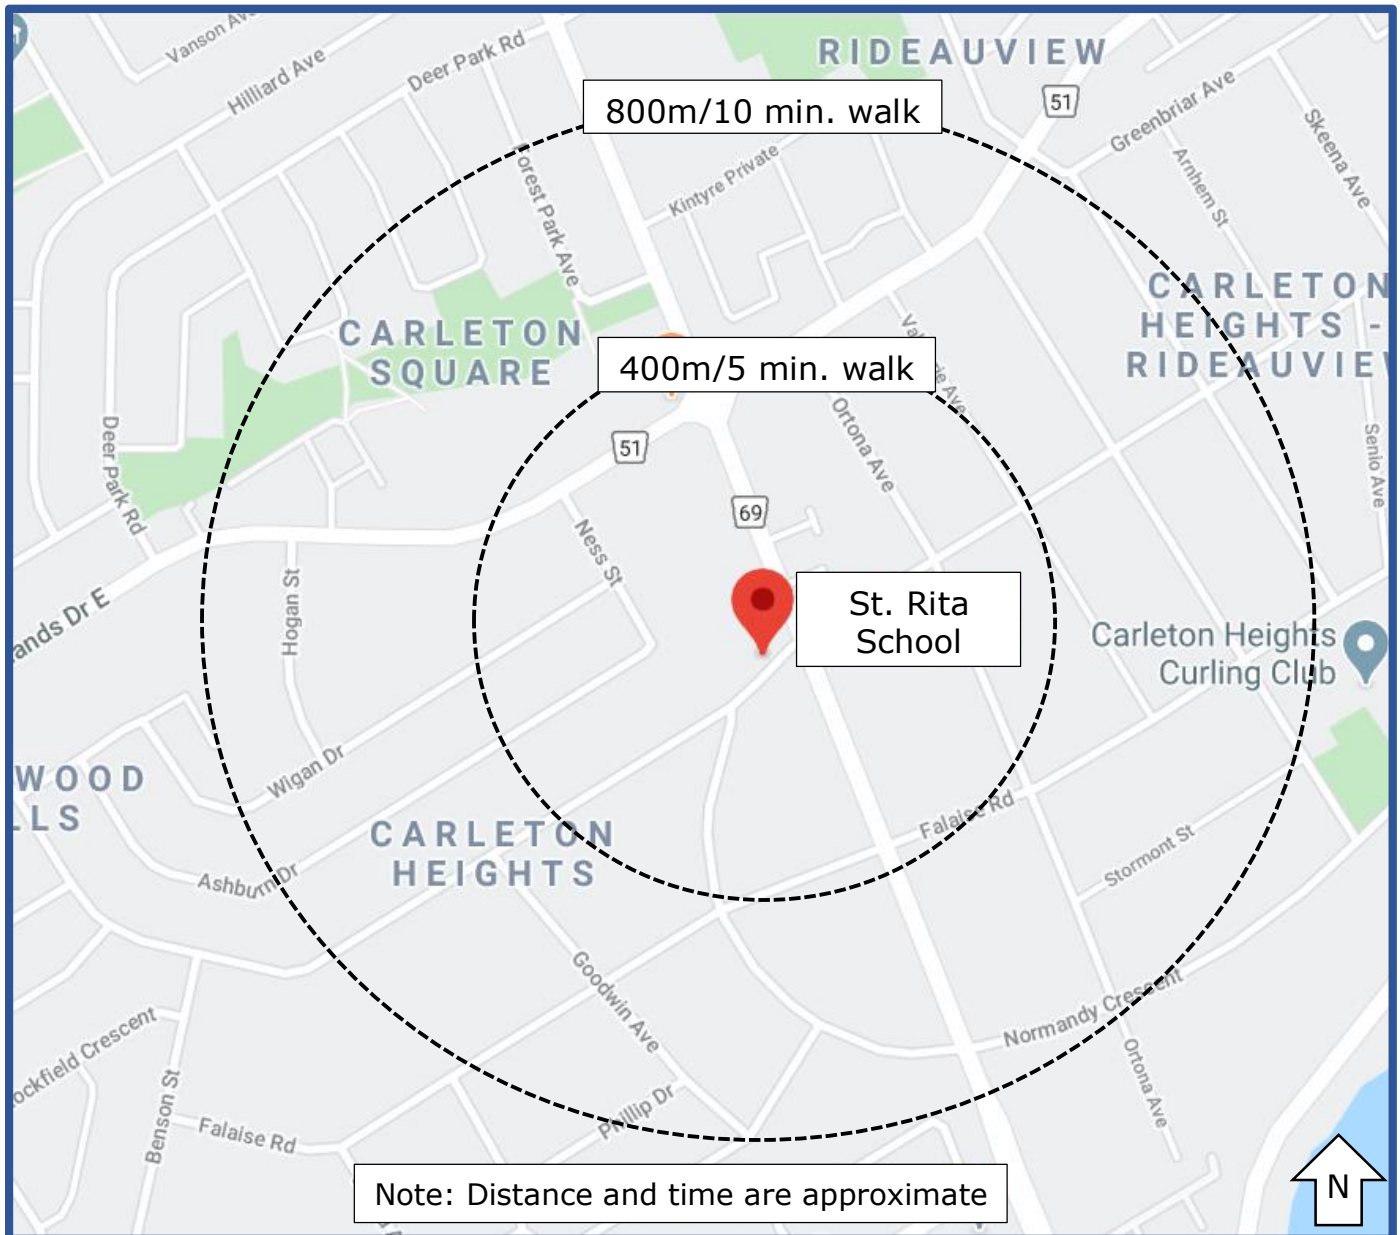 Vanson Ave
Hilliard Ave
Deer Park Rd
RIDEAUVIEW
800m/10 min. walk
51
Greenbriar Ave
Skeena Ave
Arnhem St
Forest Park Ave
Kintyre Private
CARLETON
HEIGHTS -
RIDEAUVIEW
CARLETON
SQUARE
400m/5 min. walk
Ortona Ave
51
69
Deer Park Rd
Senio Ave
Ness St
St. Rita
School
Hogan St
ands Dr E
Carleton Heights
Curling Club
Wigan Dr
WOOD
LLS
CARLETON
HEIGHTS
Falaise Rd
Ashburn Dr
Stormont St
Goodwin Ave
Normandy Crescent
ockfield Crescent
Benson St
Falaise Rd
Phillip Dr
Ortona Ave
Note: Distance and time are approximate
N